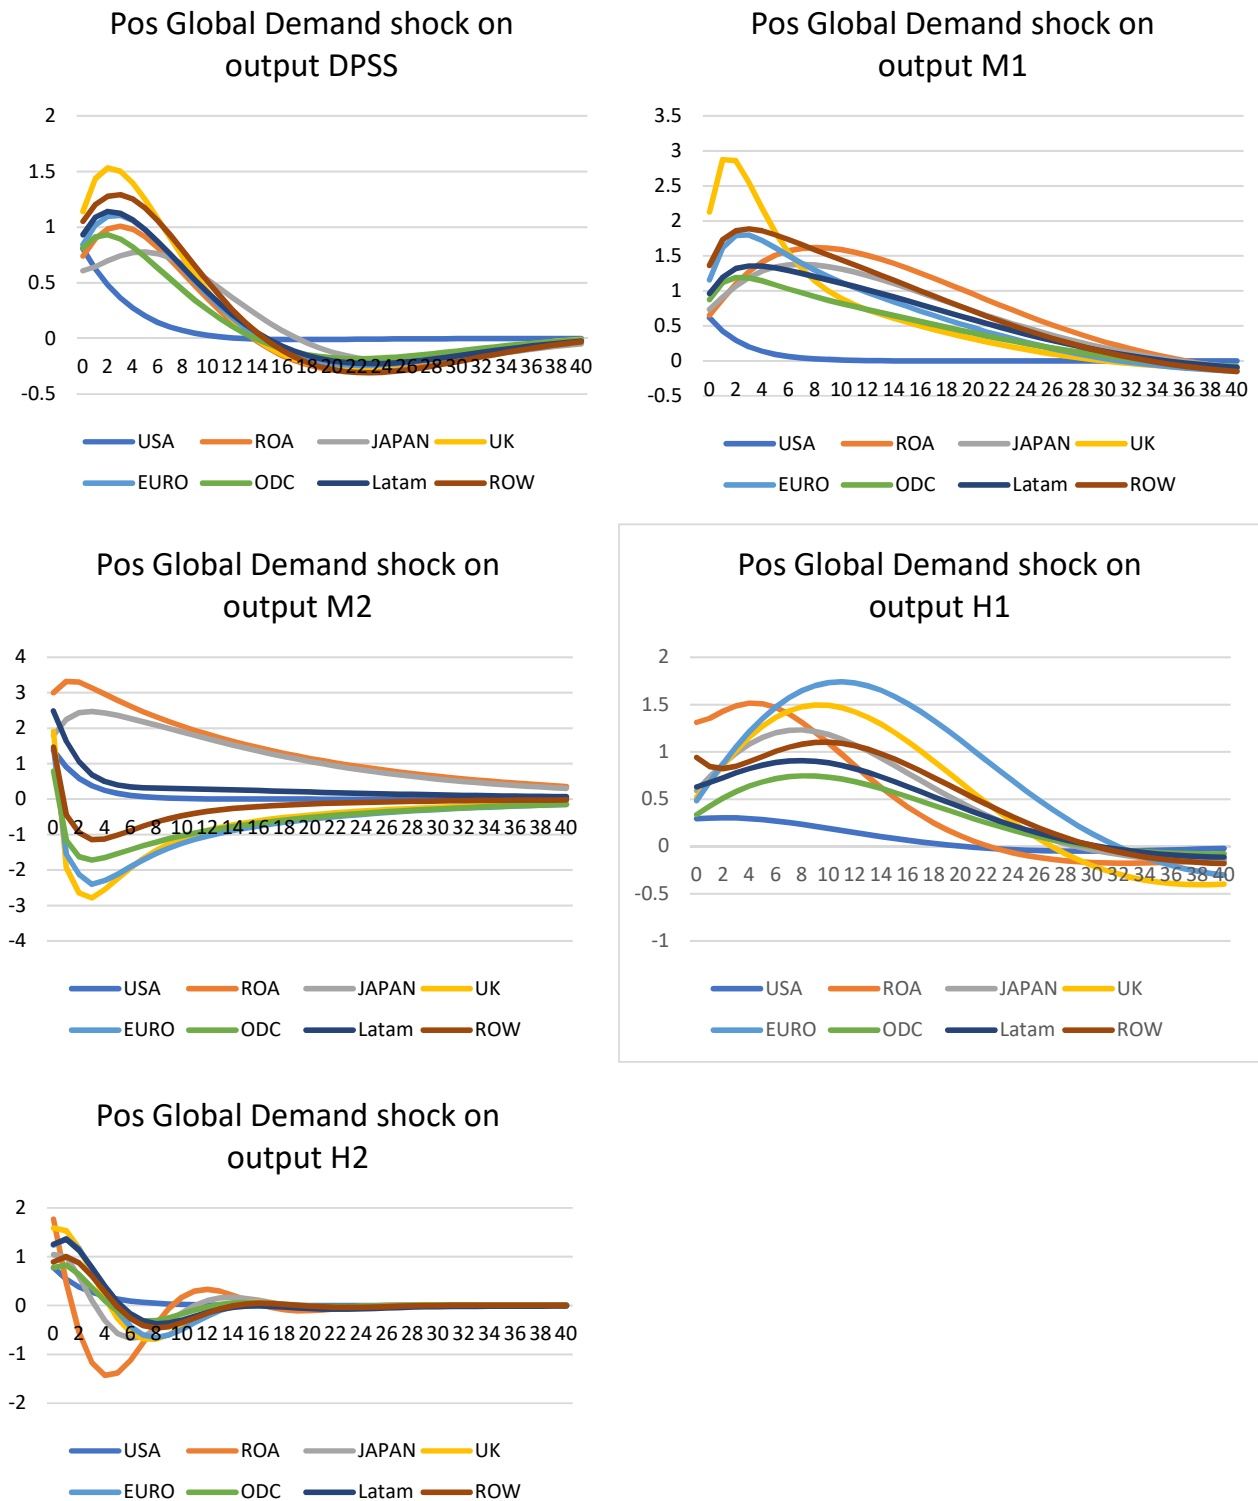 Pos Global Demand shock on
output DPSS
2
1.5
1
0.5
0
-0.5
0 2 4 6 8 10 12 14 16 18 20 22 24 26 28 30 32 34 36 38 40
USA ROA JAPAN UK
EURO ODC Latam ROW
Pos Global Demand shock on
output M1
3.5
3
2.5
2
1.5
1
0.5
0
-0.5
0 2 4 6 8 10 12 14 16 18 20 22 24 26 28 30 32 34 36 38 40
USA ROA JAPAN UK
EURO ODC Latam ROW
Pos Global Demand shock on
output M2
4
3
2
1
0
-1
-2
-3
-4
0 2 4 6 8 10 12 14 16 18 20 22 24 26 28 30 32 34 36 38 40
USA ROA JAPAN UK
EURO ODC Latam ROW
Pos Global Demand shock on
output H1
2
1.5
1
0.5
0
-0.5
-1
0 2 4 6 8 10 12 14 16 18 20 22 24 26 28 30 32 34 36 38 40
USA ROA JAPAN UK
EURO ODC Latam ROW
Pos Global Demand shock on
output H2
2
1
0
-1
-2
0 2 4 6 8 10 12 14 16 18 20 22 24 26 28 30 32 34 36 38 40
USA ROA JAPAN UK
EURO ODC Latam ROW